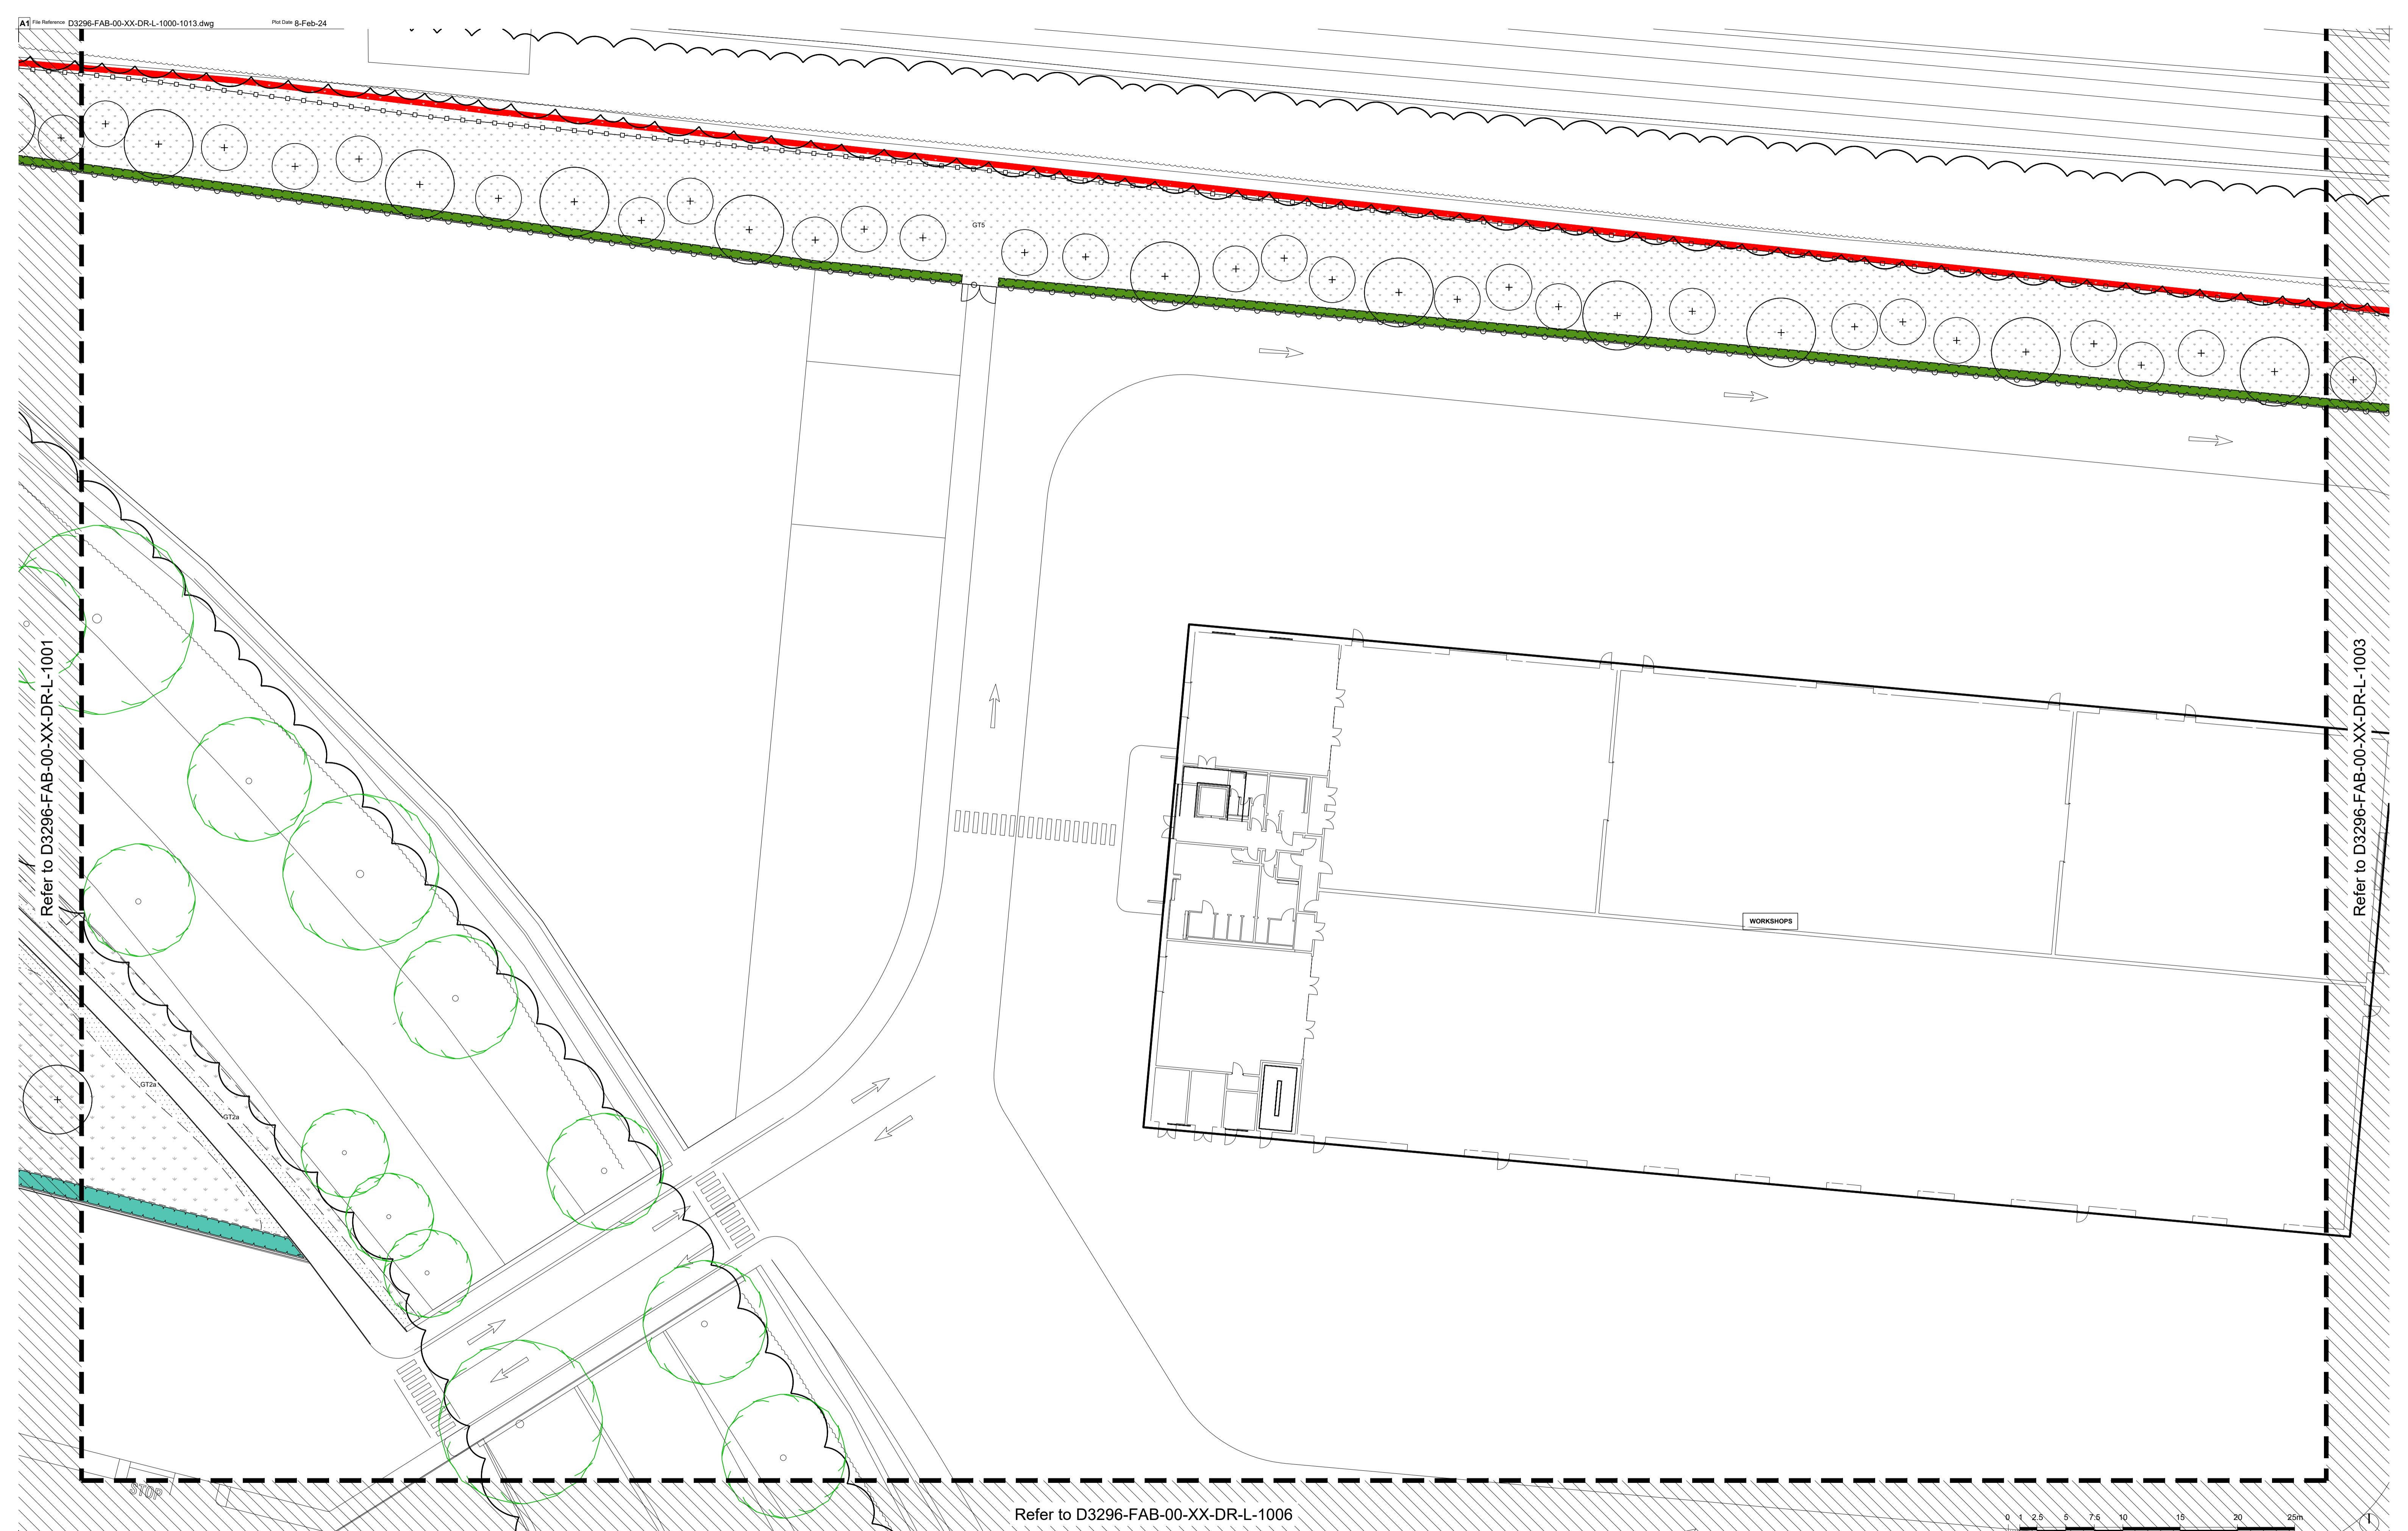 A1 File Reference D3296-FAB-00-XX-DR-L-1000-1013.dwg Plot Date 8-Feb-24
GT5
Refer to D3296-FAB-00-XX-DR-L-1001
Refer to D3296-FAB-00-XX-DR-L-1003
WORKSHOPS
GT2a
GT2a
STOP
Refer to D3296-FAB-00-XX-DR-L-1006
0 1 2.5 5 7.5 10 15 20 25m